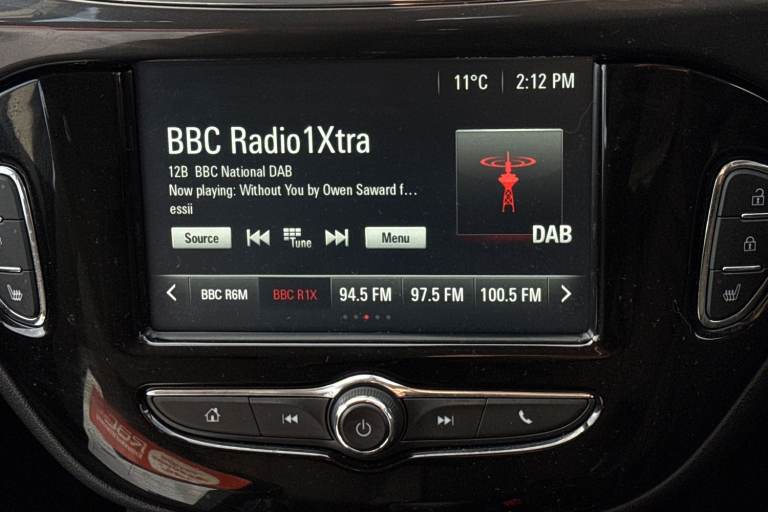 11°C 2:12 PM
BBC Radio1Xtra
12B BBC National DAB
Now playing: Without You by Owen Saward f...
essii
DAB
Source Tune Menu
BBC R6M BBC R1X 94.5 FM 97.5 FM 100.5 FM